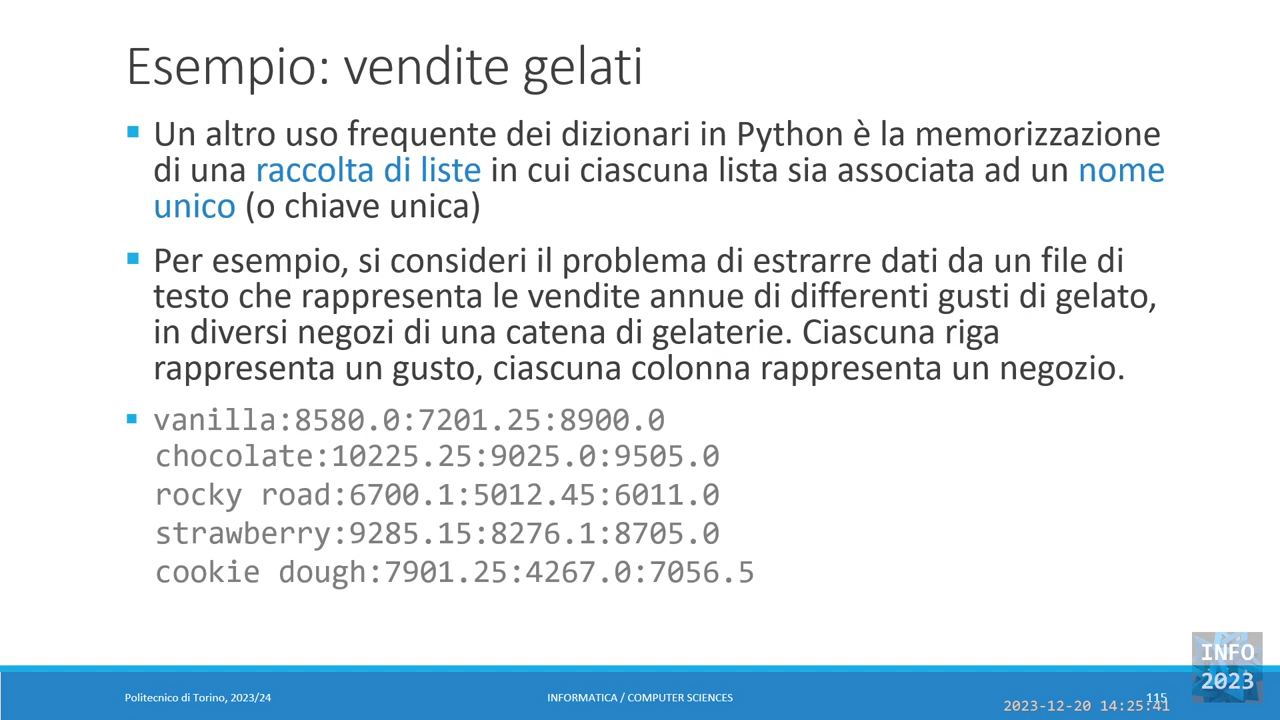 Esempio: vendite gelati
▪ Un altro uso frequente dei dizionari in Python è la memorizzazione
di una raccolta di liste in cui ciascuna lista sia associata ad un nome
unico (o chiave unica)
▪ Per esempio, si consideri il problema di estrarre dati da un file di
testo che rappresenta le vendite annue di differenti gusti di gelato,
in diversi negozi di una catena di gelaterie. Ciascuna riga
rappresenta un gusto, ciascuna colonna rappresenta un negozio.
▪ vanilla:8580.0:7201.25:8900.0
chocolate:10225.25:9025.0:9505.0
rocky road:6700.1:5012.45:6011.0
strawberry:9285.15:8276.1:8705.0
cookie dough:7901.25:4267.0:7056.5
INFO
2023
Politecnico di Torino, 2023/24
INFORMATICA / COMPUTER SCIENCES
115
2023-12-20 14:25:41